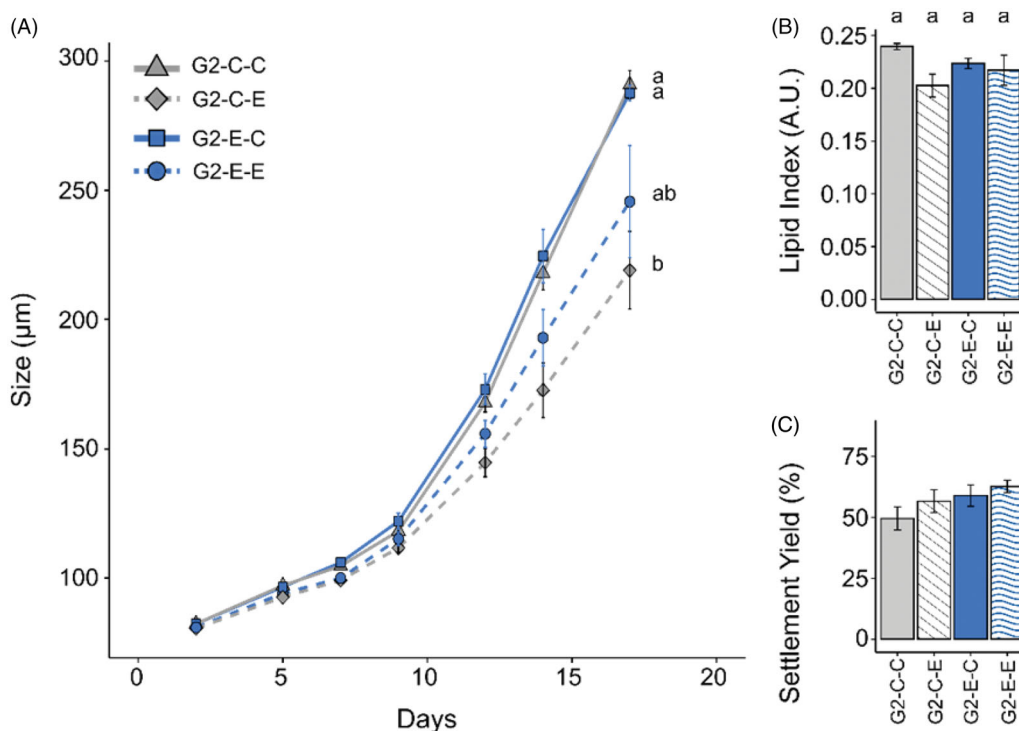 (A)
300
250
200
150
100
Size (µm)
0 5 10 15 20
Days
G2-C-C
G2-C-E
G2-E-C
G2-E-E
a
a
ab
b
(B)
a a a a
0.25
0.20
0.15
0.10
0.05
0.00
Lipid Index (A.U.)
G2-C-C
G2-C-E
G2-E-C
G2-E-E
(C)
75
50
25
0
Settlement Yield (%)
G2-C-C
G2-C-E
G2-E-C
G2-E-E